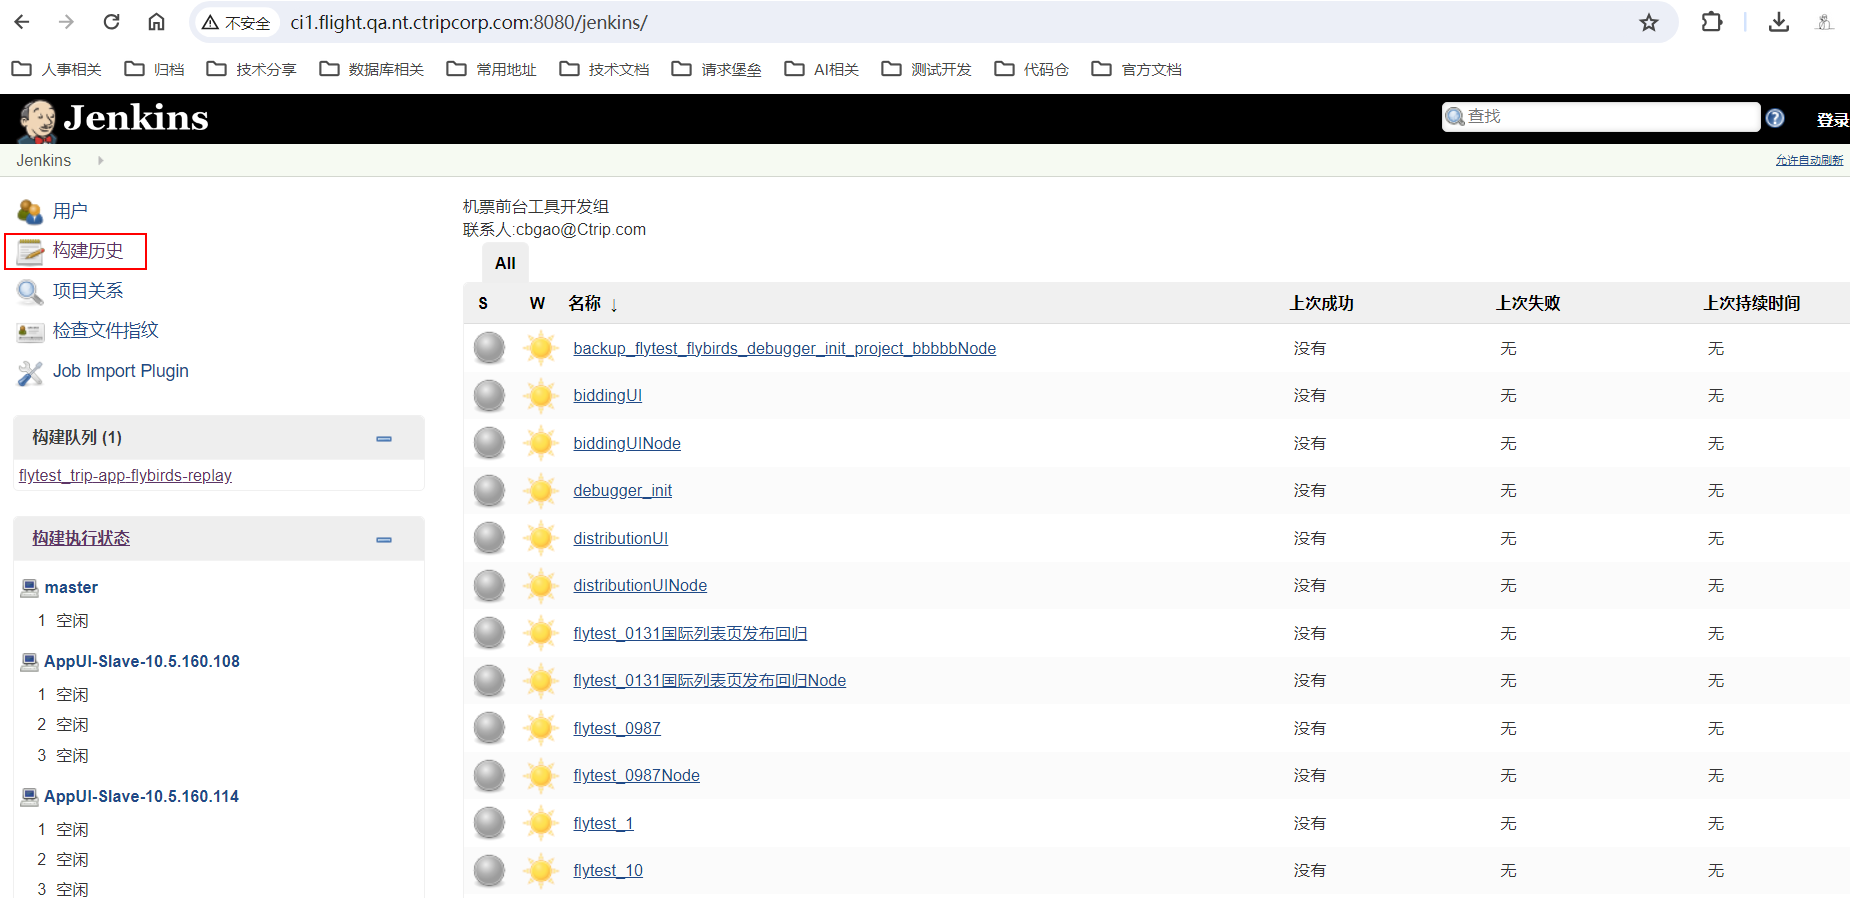 不安全 ci1.flight.qa.nt.ctripcorp.com:8080/jenkins/
人事相关 归档 技术分享 数据库相关 常用地址 技术文档 请求堡垒 AI相关 测试开发 代码仓 官方文档
Jenkins 查找 登录
Jenkins 允许自动刷新
用户
构建历史
项目关系
检查文件指纹
Job Import Plugin
构建队列 (1)
flytest_trip-app-flybirds-replay
构建执行状态
master
1 空闲
AppUI-Slave-10.5.160.108
1 空闲
2 空闲
3 空闲
AppUI-Slave-10.5.160.114
1 空闲
2 空闲
3 空闲
机票前台工具开发组
联系人:cbgao@Ctrip.com
All
S W 名称 ↓ 上次成功 上次失败 上次持续时间
backup_flytest_flybirds_debugger_init_project_bbbbbNode 没有 无 无
biddingUI 没有 无 无
biddingUINode 没有 无 无
debugger_init 没有 无 无
distributionUI 没有 无 无
distributionUINode 没有 无 无
flytest_0131国际列表页发布回归 没有 无 无
flytest_0131国际列表页发布回归Node 没有 无 无
flytest_0987 没有 无 无
flytest_0987Node 没有 无 无
flytest_1 没有 无 无
flytest_10 没有 无 无